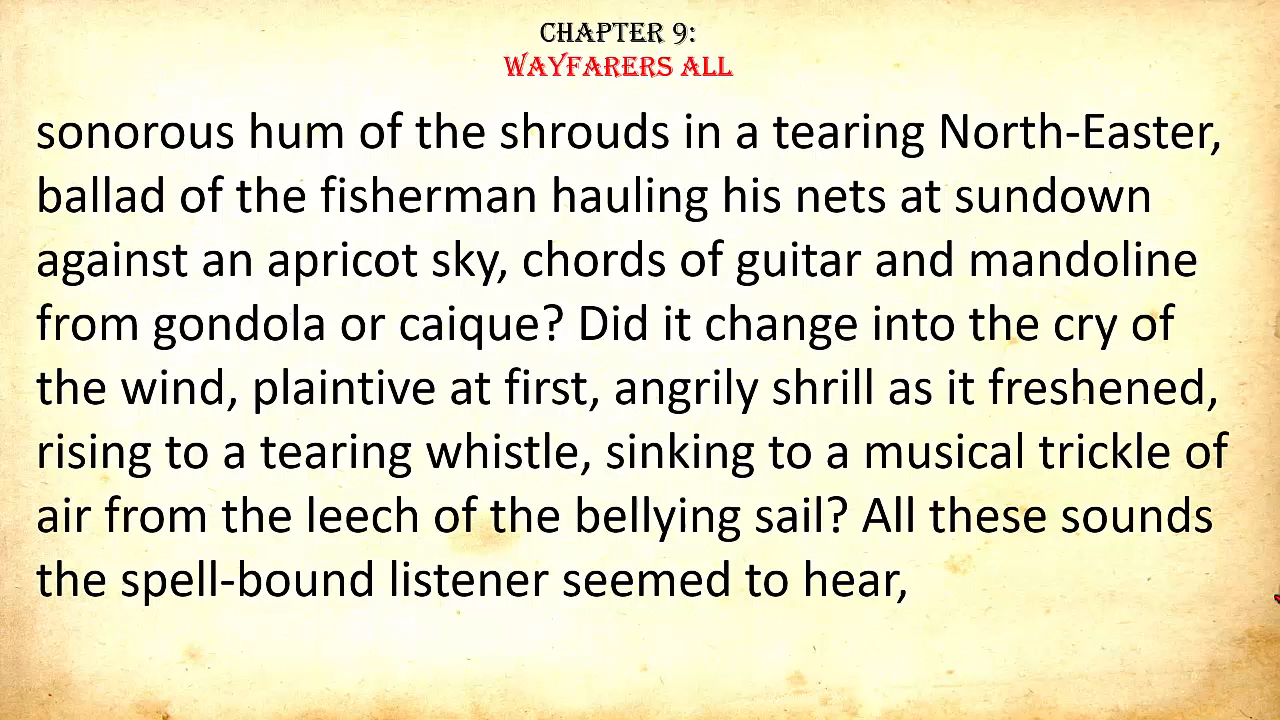 CHAPTER 9:
WAYFARERS ALL
sonorous hum of the shrouds in a tearing North-Easter,
ballad of the fisherman hauling his nets at sundown
against an apricot sky, chords of guitar and mandoline
from gondola or caique? Did it change into the cry of
the wind, plaintive at first, angrily shrill as it freshened,
rising to a tearing whistle, sinking to a musical trickle of
air from the leech of the bellying sail? All these sounds
the spell-bound listener seemed to hear,